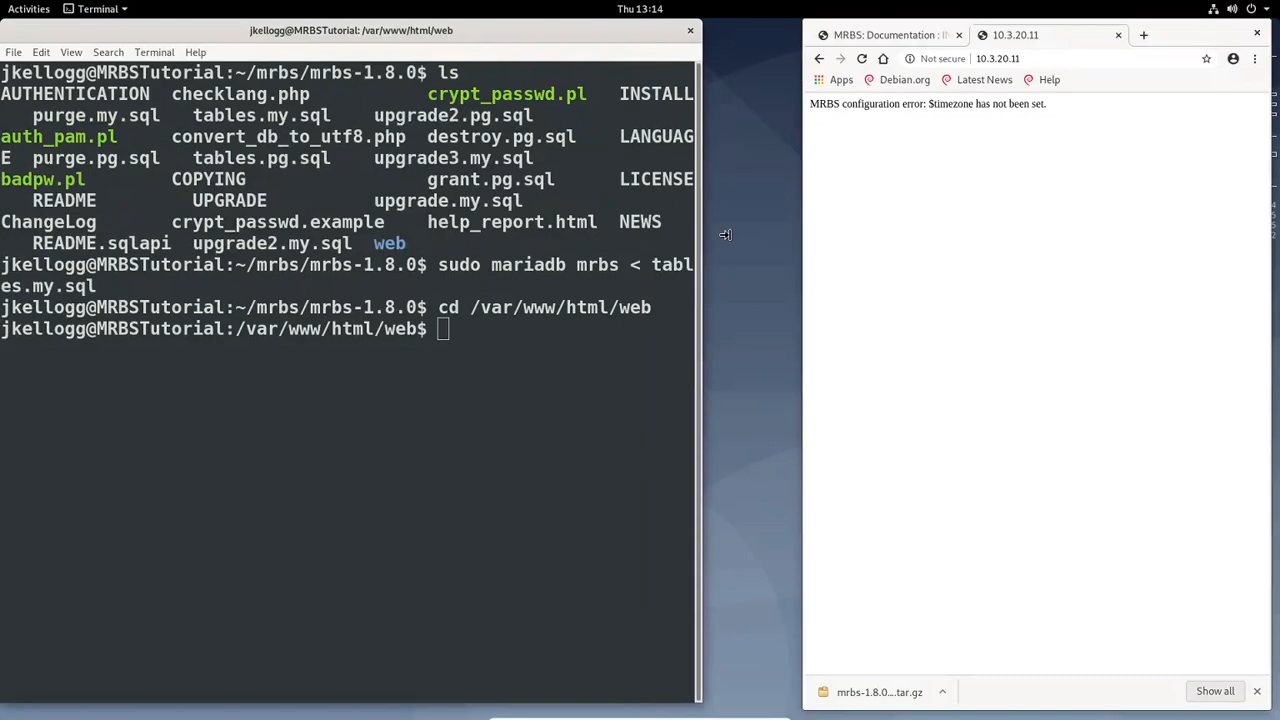 Activities Terminal Thu 13:14
jkellogg@MRBSTutorial: /var/www/html/web
File Edit View Search Terminal Help
jkellogg@MRBSTutorial:~/mrbs/mrbs-1.8.0$ ls
AUTHENTICATION checklang.php crypt_passwd.pl INSTALL
purge.my.sql tables.my.sql upgrade2.pg.sql
auth_pam.pl convert_db_to_utf8.php destroy.pg.sql LANGUAG
E purge.pg.sql tables.pg.sql upgrade3.my.sql
badpw.pl COPYING grant.pg.sql LICENSE
README UPGRADE upgrade.my.sql
ChangeLog crypt_passwd.example help_report.html NEWS
README.sqlapi upgrade2.my.sql web
jkellogg@MRBSTutorial:~/mrbs/mrbs-1.8.0$ sudo mariadb mrbs < tabl
es.my.sql
jkellogg@MRBSTutorial:~/mrbs/mrbs-1.8.0$ cd /var/www/html/web
jkellogg@MRBSTutorial:/var/www/html/web$
MRBS: Documentation : 10.3.20.11
Not secure 10.3.20.11
Apps Debian.org Latest News Help
MRBS configuration error: $timezone has not been set.
mrbs-1.8.0....tar.gz Show all